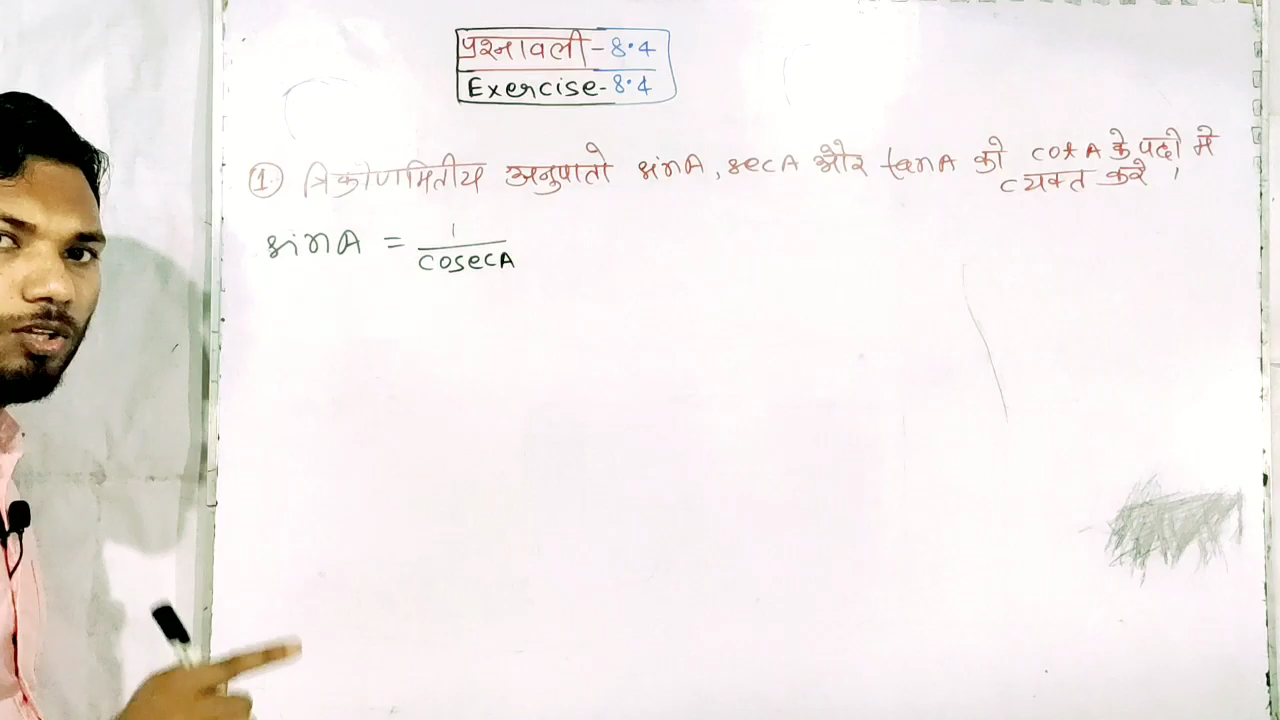 प्रश्नावली-8.4
Exercise-8.4
1. त्रिकोणमितीय अनुपातो sinA, secA और tanA को cotA के पदो मे
व्यक्त करे।
sinA = 1/cosecA